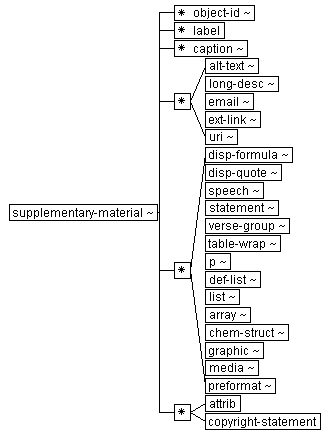 * object-id ~
* label
* caption ~
alt-text ~
long-desc ~
email ~
*
ext-link ~
uri ~
disp-formula ~
disp-quote ~
speech ~
statement ~
supplementary-material ~
verse-group ~
table-wrap ~
p ~
*
def-list ~
list ~
array ~
chem-struct ~
graphic ~
media ~
preformat ~
attrib
*
copyright-statement